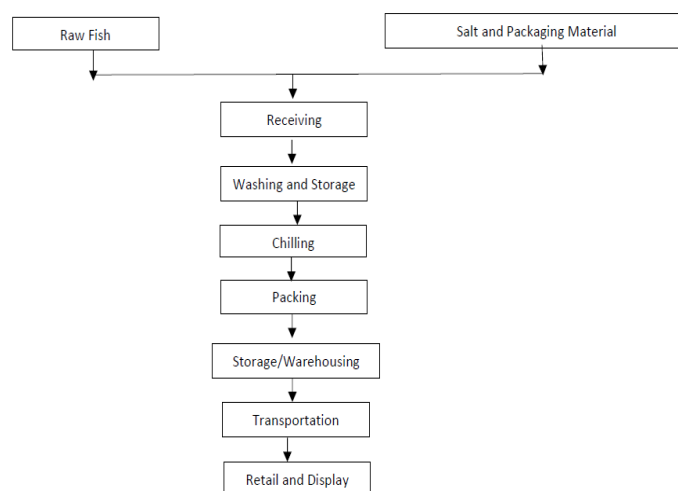 Raw Fish
Salt and Packaging Material
Receiving
Washing and Storage
Chilling
Packing
Storage/Warehousing
Transportation
Retail and Display